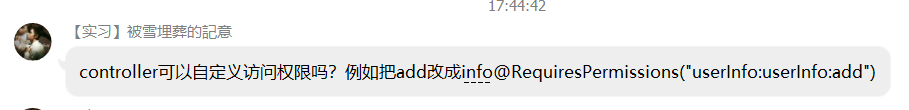 17:44:42
【实习】被雪埋葬的記意
controller可以自定义访问权限吗？例如把add改成info@RequiresPermissions("userInfo:userInfo:add")